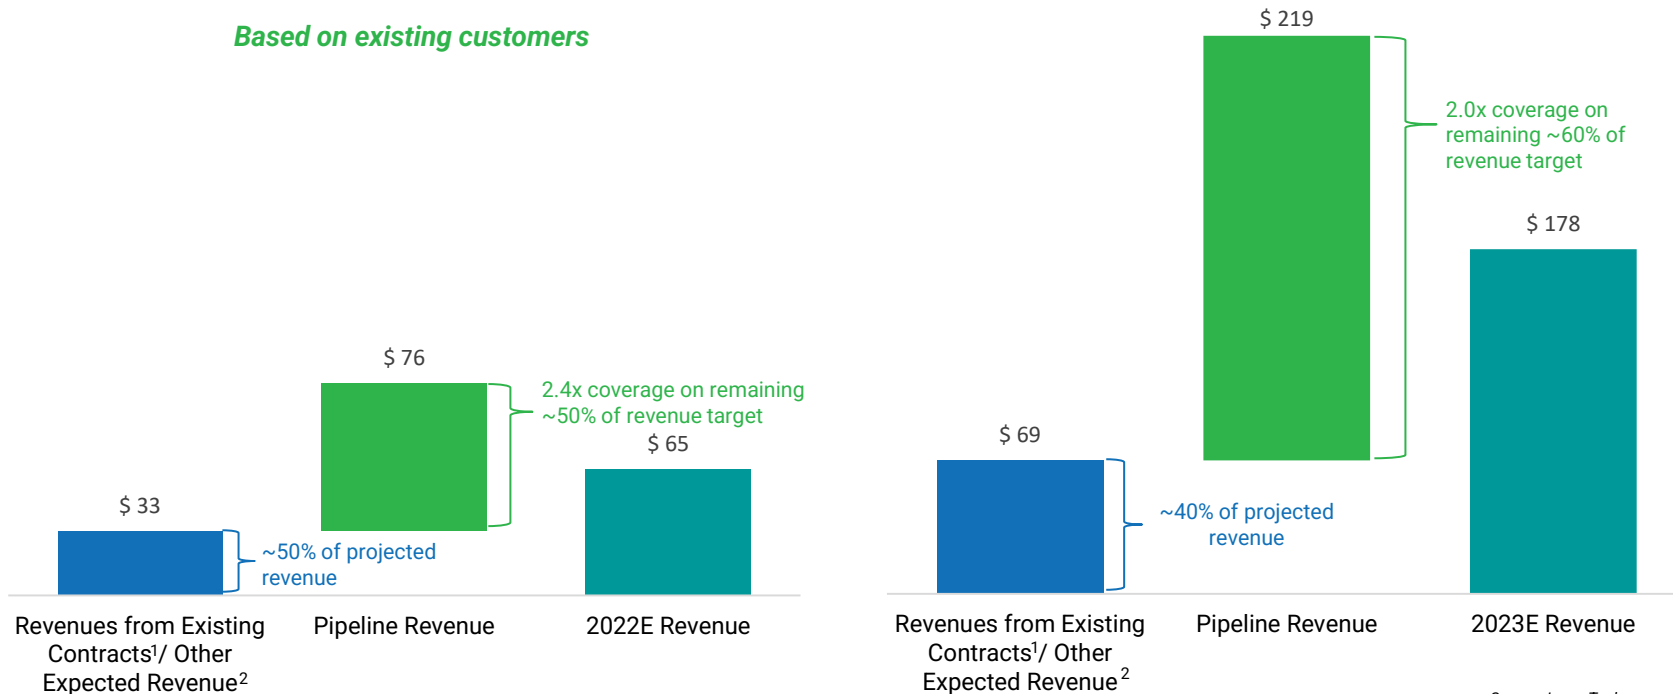 Based on existing customers
$ 33
~50% of projected
revenue
$ 76
2.4x coverage on remaining
~50% of revenue target
$ 65
Revenues from Existing
Contracts¹/ Other
Expected Revenue²
Pipeline Revenue
2022E Revenue
$ 219
2.0x coverage on
remaining ~60% of
revenue target
$ 178
$ 69
~40% of projected
revenue
Revenues from Existing
Contracts¹/ Other
Expected Revenue²
Pipeline Revenue
2023E Revenue